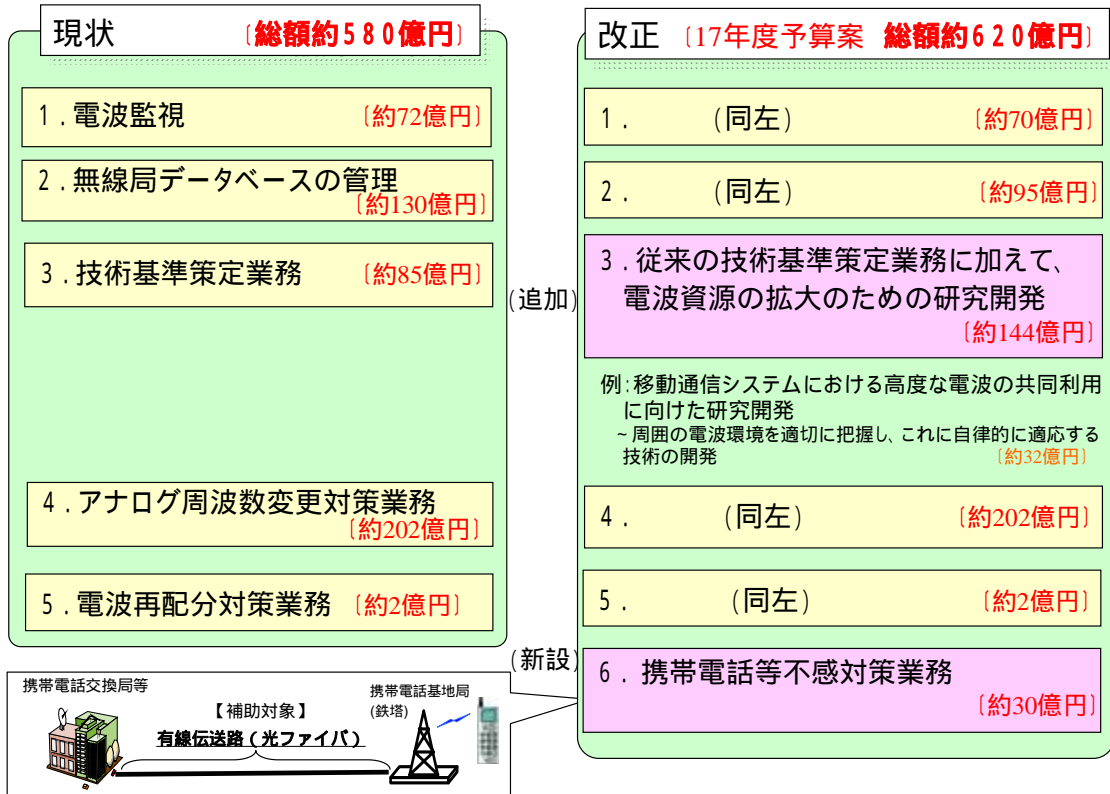 現状 〔総額約580億円〕
1．電波監視 〔約72億円〕
2．無線局データベースの管理
〔約130億円〕
3．技術基準策定業務 〔約85億円〕
4．アナログ周波数変更対策業務
〔約202億円〕
5．電波再配分対策業務 〔約2億円〕
(追加)
(新設)
改正 〔17年度予算案 総額約620億円〕
1． (同左) 〔約70億円〕
2． (同左) 〔約95億円〕
3．従来の技術基準策定業務に加えて、
電波資源の拡大のための研究開発
〔約144億円〕
例:移動通信システムにおける高度な電波の共同利用
に向けた研究開発
~周囲の電波環境を適切に把握し、これに自律的に適応する
技術の開発 〔約32億円〕
4． (同左) 〔約202億円〕
5． (同左) 〔約2億円〕
6．携帯電話等不感対策業務
〔約30億円〕
携帯電話交換局等
【補助対象】
有線伝送路（光ファイバ）
携帯電話基地局
(鉄塔)